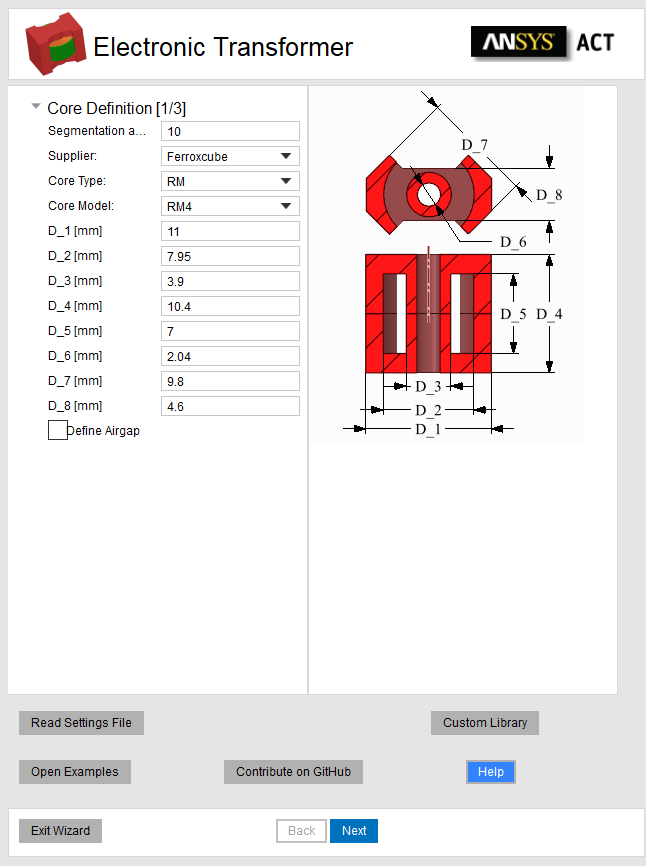 Electronic Transformer
ANSYS ACT
Core Definition [1/3]
Segmentation a... 10
Supplier: Ferroxcube
Core Type: RM
Core Model: RM4
D_1 [mm] 11
D_2 [mm] 7.95
D_3 [mm] 3.9
D_4 [mm] 10.4
D_5 [mm] 7
D_6 [mm] 2.04
D_7 [mm] 9.8
D_8 [mm] 4.6
Define Airgap
D_7
D_8
D_6
D_5 D_4
D_3
D_2
D_1
Read Settings File Custom Library
Open Examples Contribute on GitHub Help
Exit Wizard Back Next